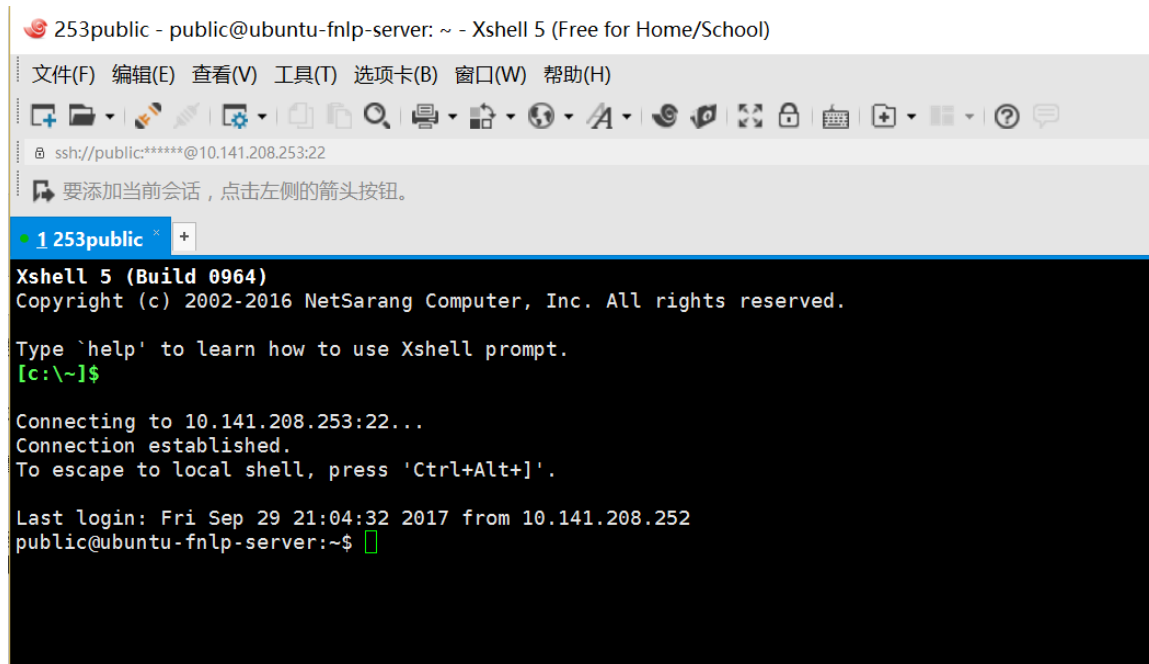 253public - public@ubuntu-fnlp-server: ~ - Xshell 5 (Free for Home/School)
文件(F) 编辑(E) 查看(V) 工具(T) 选项卡(B) 窗口(W) 帮助(H)
ssh://public:******@10.141.208.253:22
要添加当前会话，点击左侧的箭头按钮。
1 253public × +
Xshell 5 (Build 0964)
Copyright (c) 2002-2016 NetSarang Computer, Inc. All rights reserved.
Type `help' to learn how to use Xshell prompt.
[c:\~]$
Connecting to 10.141.208.253:22...
Connection established.
To escape to local shell, press 'Ctrl+Alt+]'.
Last login: Fri Sep 29 21:04:32 2017 from 10.141.208.252
public@ubuntu-fnlp-server:~$